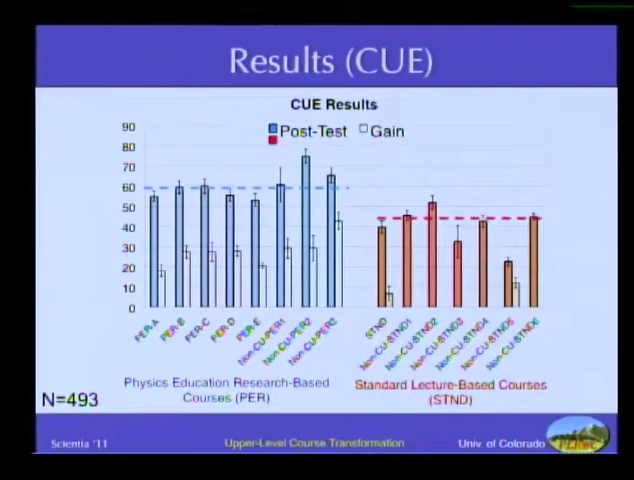 Results (CUE)
CUE Results
Post-Test Gain
90
80
70
60
50
40
30
20
10
0
PER-A
PER-B
PER-C
PER-D
PER-E
Non-CU-PER1
Non-CU-PER2
Non-CU-PER3
STND
Non-CU-STND1
Non-CU-STND2
Non-CU-STND3
Non-CU-STND4
Non-CU-STND5
Non-CU-STND6
Physics Education Research-Based
Courses (PER)
Standard Lecture-Based Courses
(STND)
N=493
Scientia '11
Upper-Level Course Transformation
Univ. of Colorado